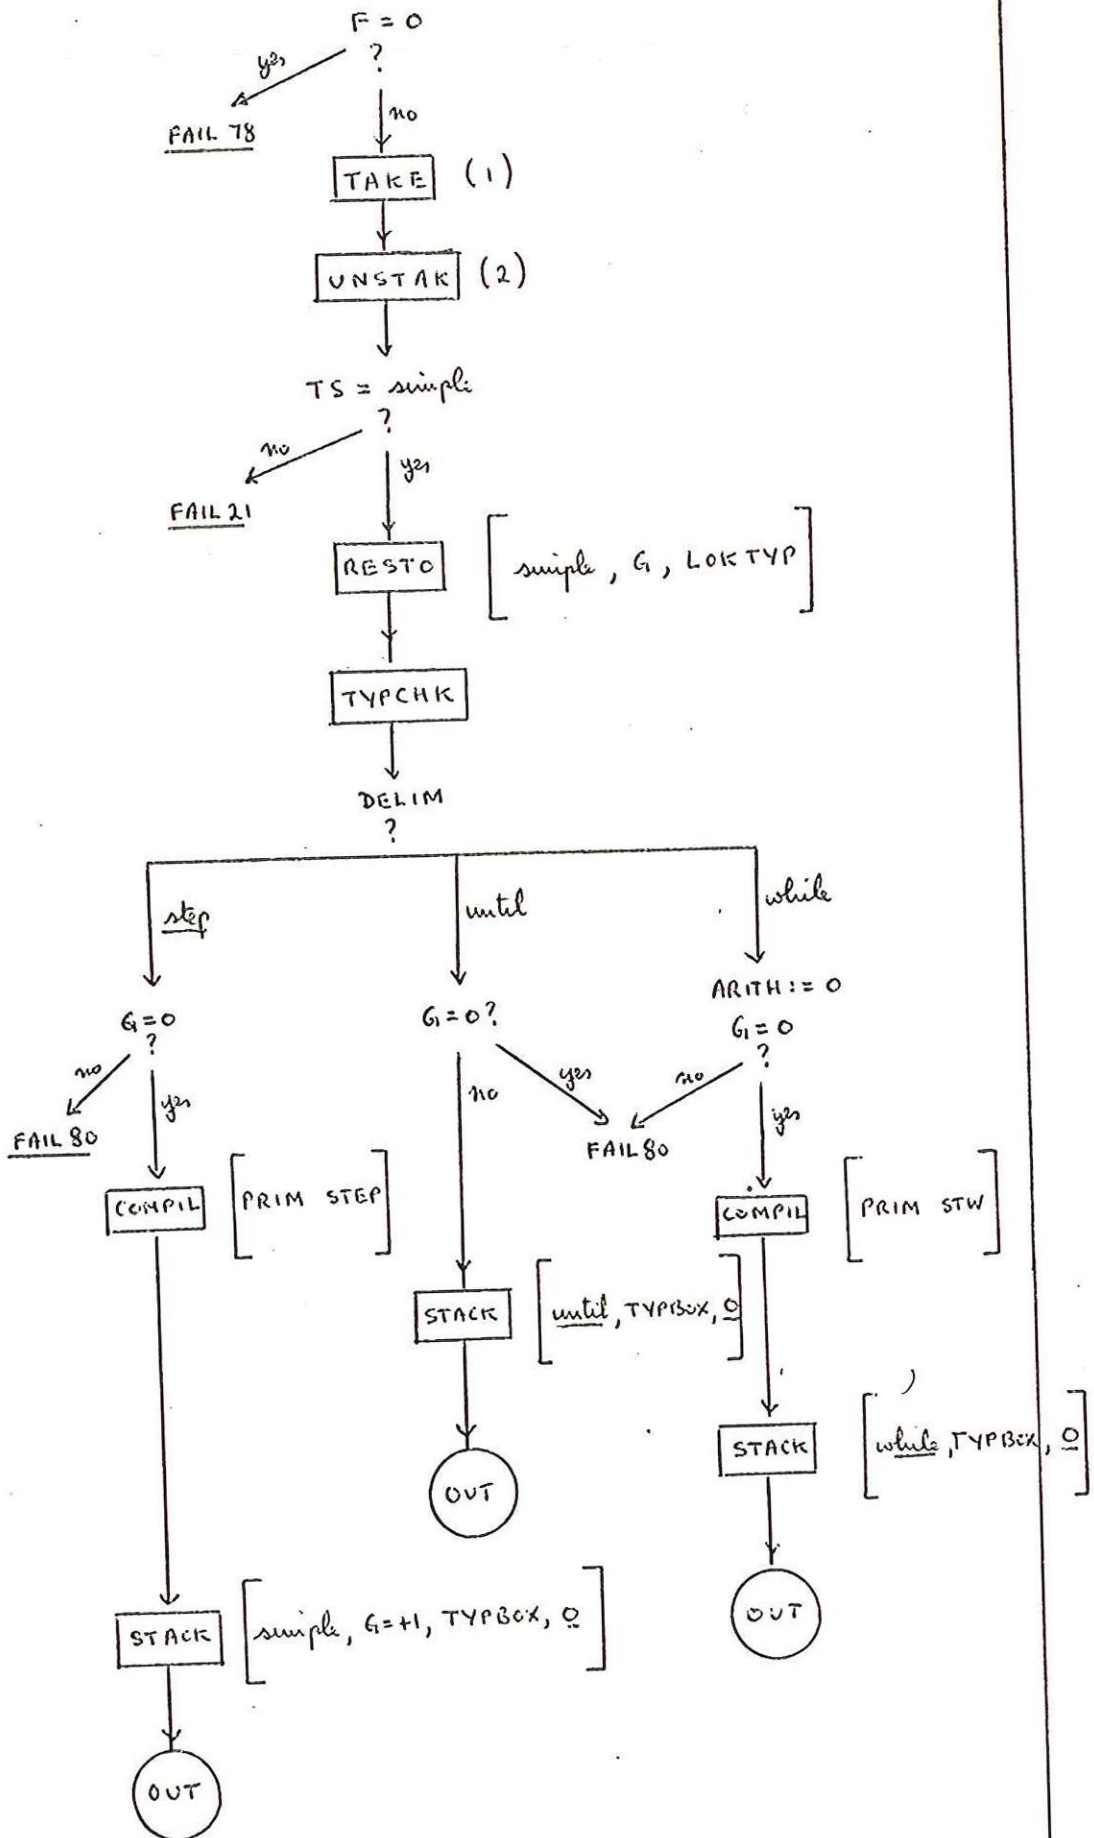 F = 0
?
yes
no
FAIL 78
TAKE (1)
UNSTAK (2)
TS = simple
?
no
yes
FAIL 21
RESTO [simple, G, LOKTYP]
TYPCHK
DELIM
?
step
until
while
ARITH := 0
G=0
?
G=0?
G=0
?
no
yes
no
yes
no
yes
FAIL 80
FAIL 80
COMPIL [PRIM STEP]
COMPIL [PRIM STW]
STACK [until, TYPBOX, 0]
STACK [while, TYPBOX, 0]
OUT
STACK [simple, G=+1, TYPBOX, 0]
OUT
OUT